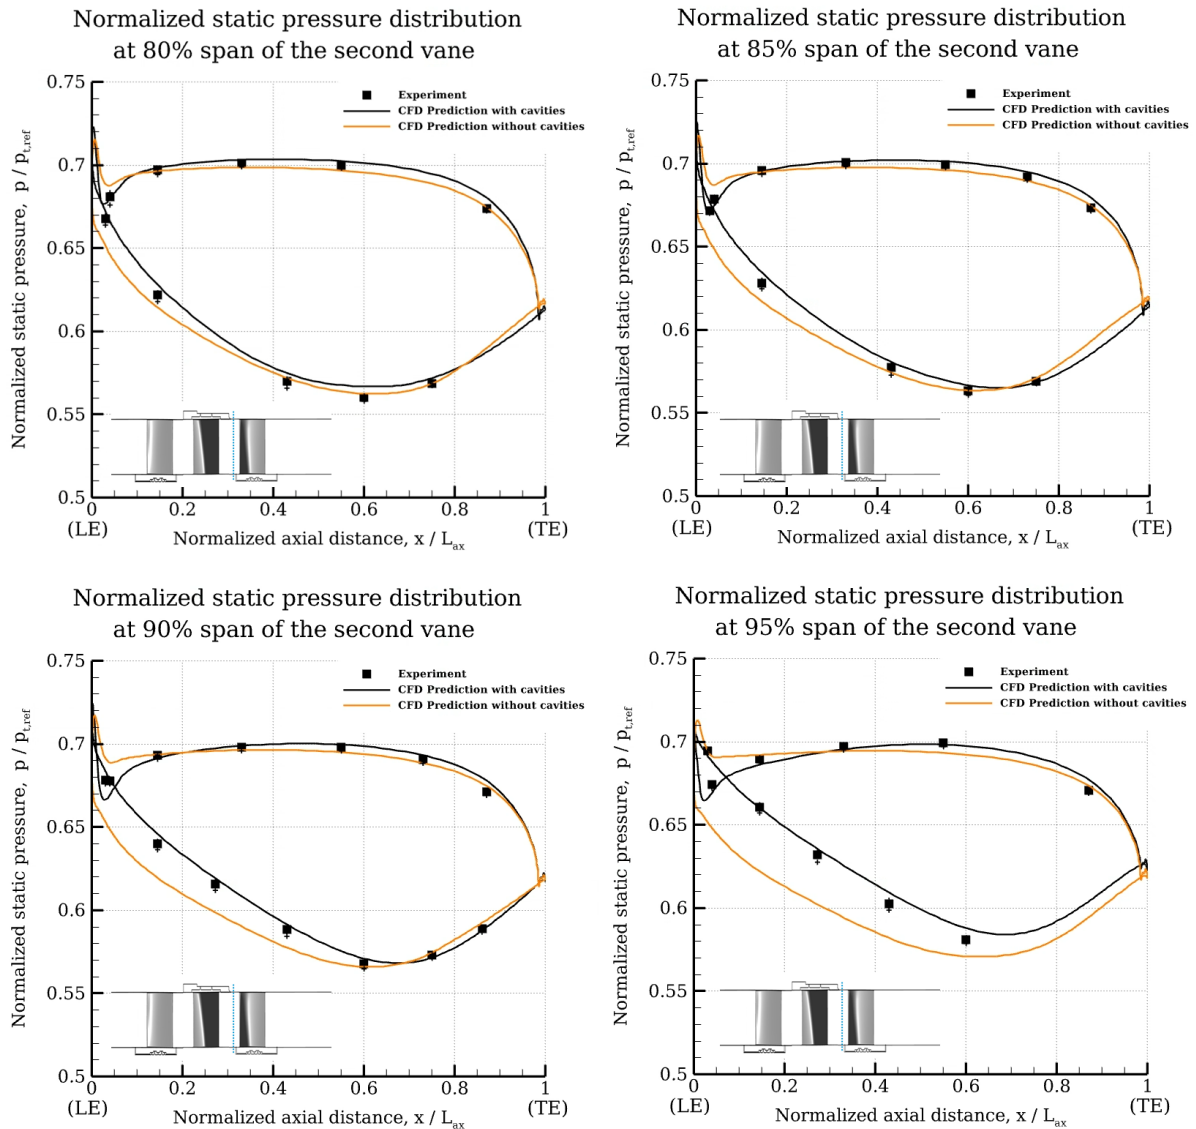 Normalized static pressure distribution
at 80% span of the second vane
0.75
0.7
0.65
0.6
0.55
0.5
Normalized static pressure, p / pt,ref
Experiment
CFD Prediction with cavities
CFD Prediction without cavities
0 0.2 0.4 0.6 0.8 1
(LE) (TE)
Normalized axial distance, x / Lax
Normalized static pressure distribution
at 85% span of the second vane
0.75
0.7
0.65
0.6
0.55
0.5
Normalized static pressure, p / pt,ref
Experiment
CFD Prediction with cavities
CFD Prediction without cavities
0 0.2 0.4 0.6 0.8 1
(LE) (TE)
Normalized axial distance, x / Lax
Normalized static pressure distribution
at 90% span of the second vane
0.75
0.7
0.65
0.6
0.55
0.5
Normalized static pressure, p / pt,ref
Experiment
CFD Prediction with cavities
CFD Prediction without cavities
0 0.2 0.4 0.6 0.8 1
(LE) (TE)
Normalized axial distance, x / Lax
Normalized static pressure distribution
at 95% span of the second vane
0.75
0.7
0.65
0.6
0.55
0.5
Normalized static pressure, p / pt,ref
Experiment
CFD Prediction with cavities
CFD Prediction without cavities
0 0.2 0.4 0.6 0.8 1
(LE) (TE)
Normalized axial distance, x / Lax